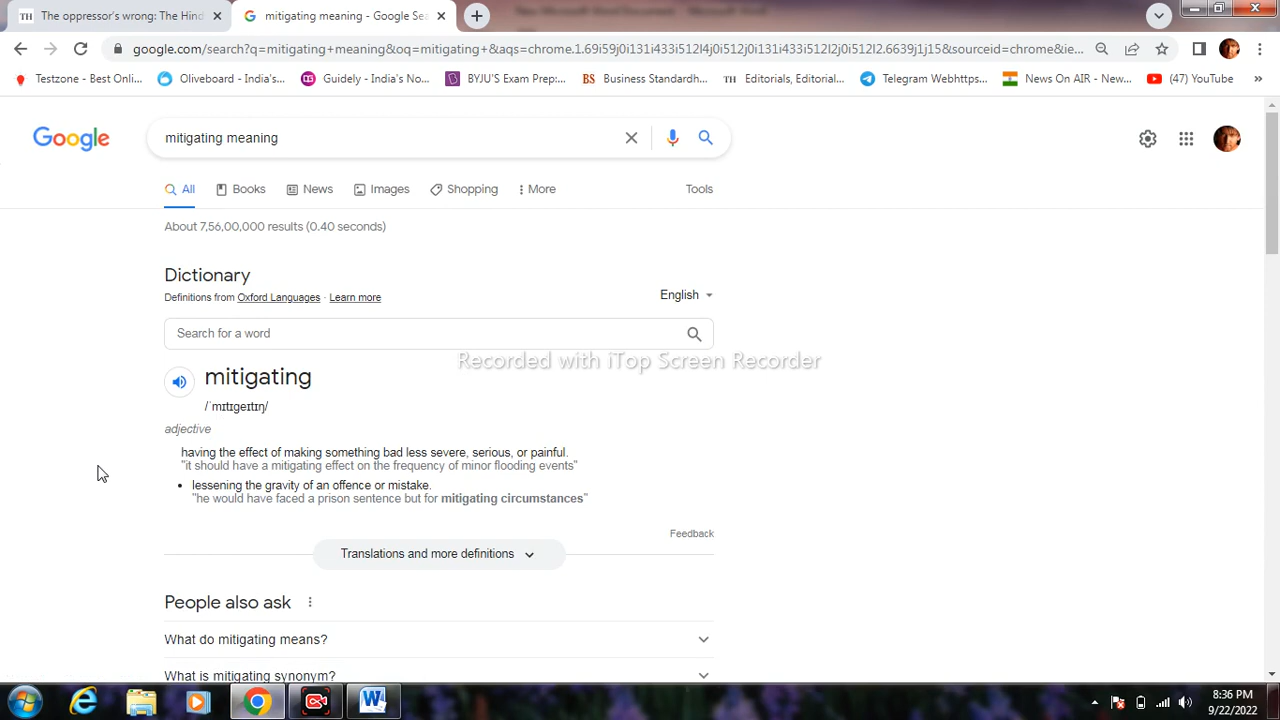 The oppressor's wrong: The Hind
mitigating meaning - Google Sea
google.com/search?q=mitigating+meaning&oq=mitigating+&aqs=chrome.1.69i59j0i131i433i512l4j0i512j0i131i433i512l2j0i512l2.6639j1j15&sourceid=chrome&ie...
Testzone - Best Onli...
Oliveboard - India's...
Guidely - India's No...
BYJU'S Exam Prep:...
BS Business Standardh...
TH Editorials, Editorial...
Telegram Webhttps...
News On AIR - New...
(47) YouTube
Google
mitigating meaning
All Books News Images Shopping More Tools
About 7,56,00,000 results (0.40 seconds)
Dictionary
Definitions from Oxford Languages · Learn more
English
Search for a word
Recorded with iTop Screen Recorder
mitigating
/ˈmɪtɪɡeɪtɪŋ/
adjective
having the effect of making something bad less severe, serious, or painful.
"it should have a mitigating effect on the frequency of minor flooding events"
• lessening the gravity of an offence or mistake.
"he would have faced a prison sentence but for mitigating circumstances"
Feedback
Translations and more definitions
People also ask
What do mitigating means?
What is mitigating synonym?
8:36 PM
9/22/2022